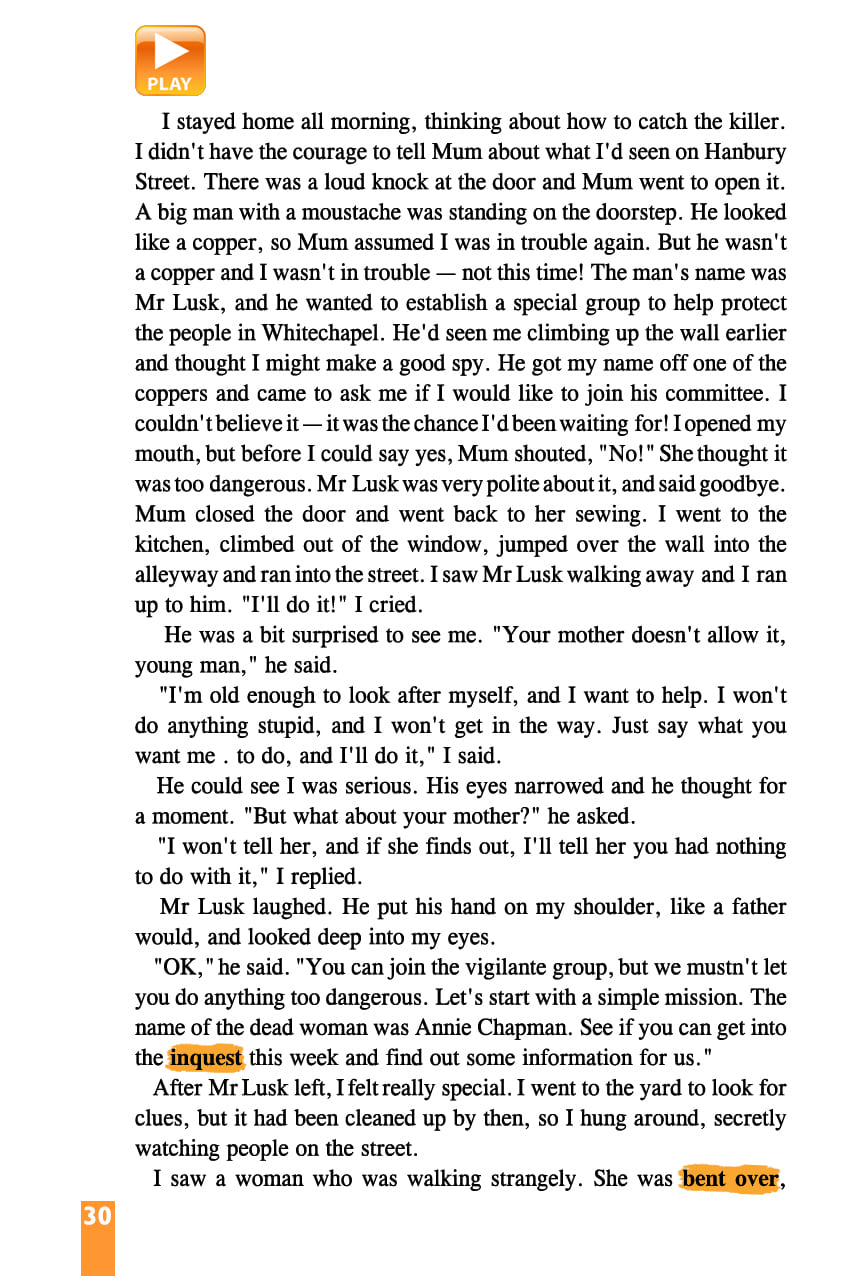 PLAY
I stayed home all morning, thinking about how to catch the killer.
I didn't have the courage to tell Mum about what I'd seen on Hanbury
Street. There was a loud knock at the door and Mum went to open it.
A big man with a moustache was standing on the doorstep. He looked
like a copper, so Mum assumed I was in trouble again. But he wasn't
a copper and I wasn't in trouble — not this time! The man's name was
Mr Lusk, and he wanted to establish a special group to help protect
the people in Whitechapel. He'd seen me climbing up the wall earlier
and thought I might make a good spy. He got my name off one of the
coppers and came to ask me if I would like to join his committee. I
couldn't believe it — it was the chance I'd been waiting for! I opened my
mouth, but before I could say yes, Mum shouted, "No!" She thought it
was too dangerous. Mr Lusk was very polite about it, and said goodbye.
Mum closed the door and went back to her sewing. I went to the
kitchen, climbed out of the window, jumped over the wall into the
alleyway and ran into the street. I saw Mr Lusk walking away and I ran
up to him. "I'll do it!" I cried.
He was a bit surprised to see me. "Your mother doesn't allow it,
young man," he said.
"I'm old enough to look after myself, and I want to help. I won't
do anything stupid, and I won't get in the way. Just say what you
want me . to do, and I'll do it," I said.
He could see I was serious. His eyes narrowed and he thought for
a moment. "But what about your mother?" he asked.
"I won't tell her, and if she finds out, I'll tell her you had nothing
to do with it," I replied.
Mr Lusk laughed. He put his hand on my shoulder, like a father
would, and looked deep into my eyes.
"OK," he said. "You can join the vigilante group, but we mustn't let
you do anything too dangerous. Let's start with a simple mission. The
name of the dead woman was Annie Chapman. See if you can get into
the inquest this week and find out some information for us."
After Mr Lusk left, I felt really special. I went to the yard to look for
clues, but it had been cleaned up by then, so I hung around, secretly
watching people on the street.
I saw a woman who was walking strangely. She was bent over,
30